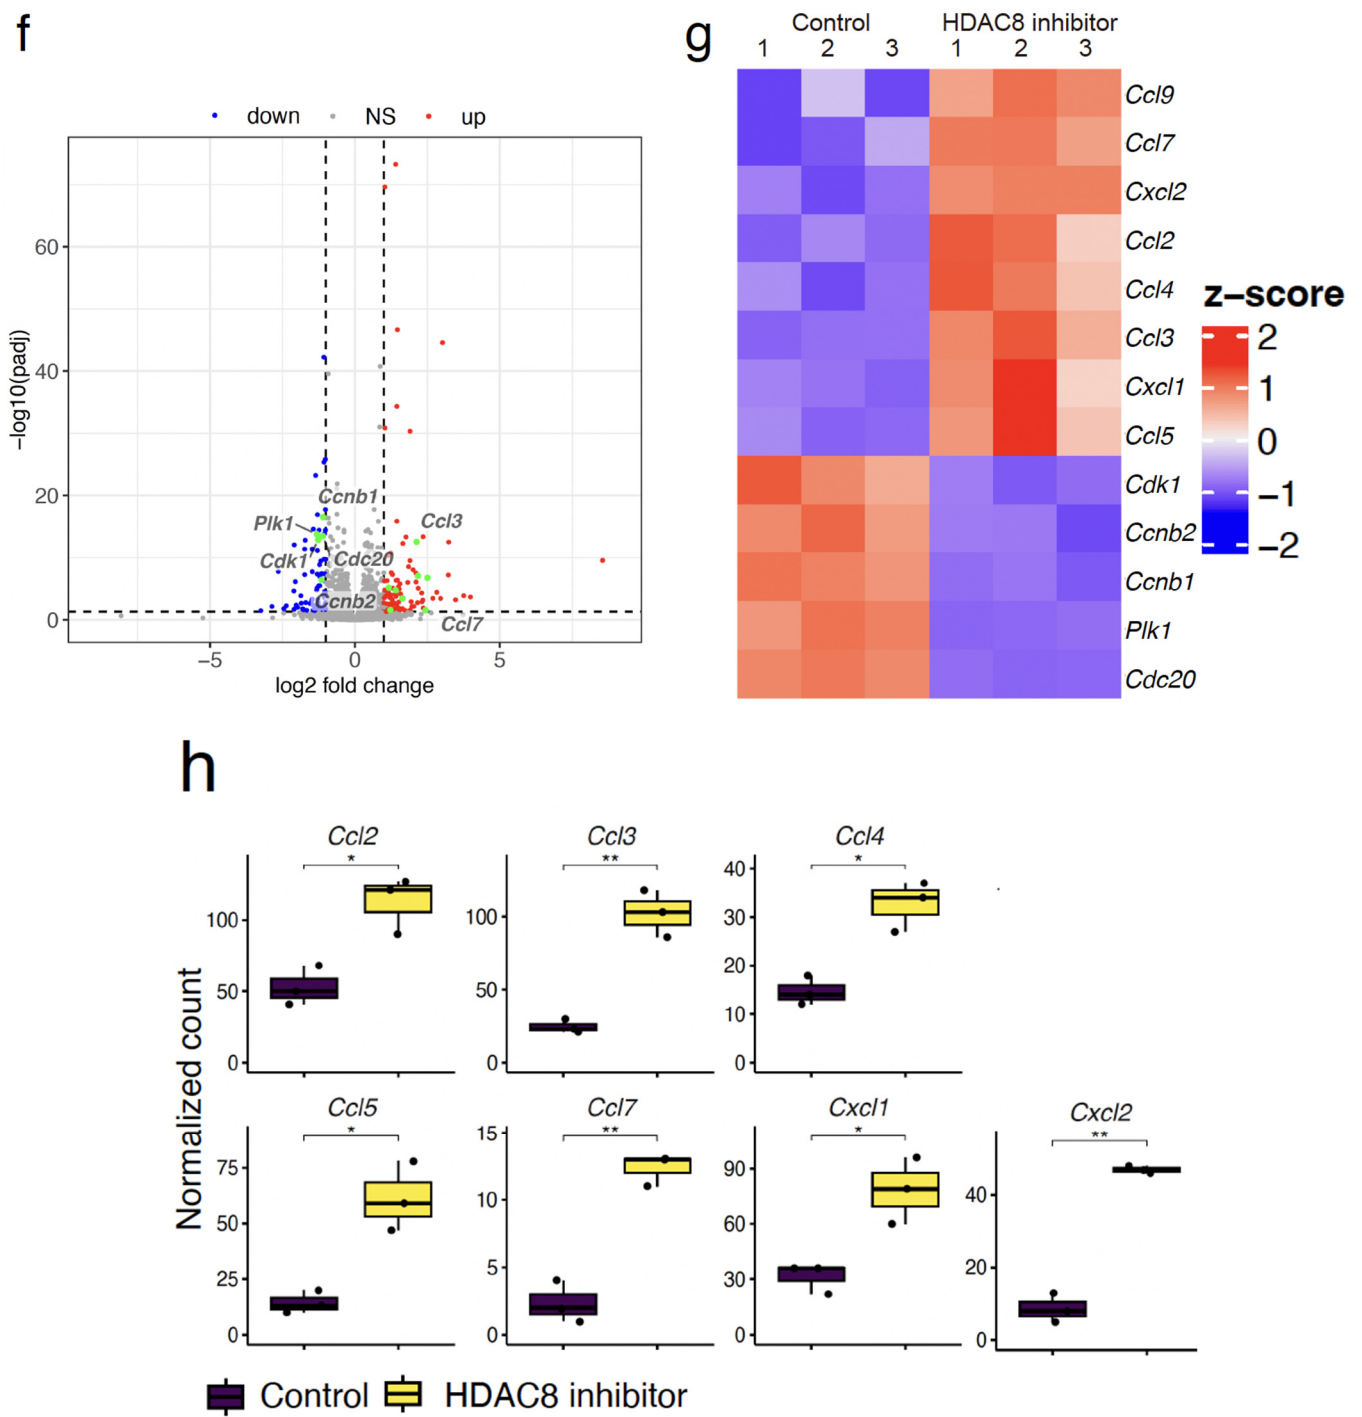 f
down NS up
60
40
20
0
−5 0 5
−log10(padj)
log2 fold change
Ccnb1
Plk1
Ccl3
Cdk1
Cdc20
Ccnb2
Ccl7
g
Control HDAC8 inhibitor
1 2 3 1 2 3
Ccl9
Ccl7
Cxcl2
Ccl2
Ccl4
Ccl3
Cxcl1
Ccl5
Cdk1
Ccnb2
Ccnb1
Plk1
Cdc20
z−score
2
1
0
−1
−2
h
Normalized count
Ccl2
*
100
50
0
Ccl3
**
100
50
0
Ccl4
*
40
30
20
10
0
Ccl5
*
75
50
25
0
Ccl7
**
15
10
5
0
Cxcl1
*
90
60
30
0
Cxcl2
**
40
20
0
Control HDAC8 inhibitor